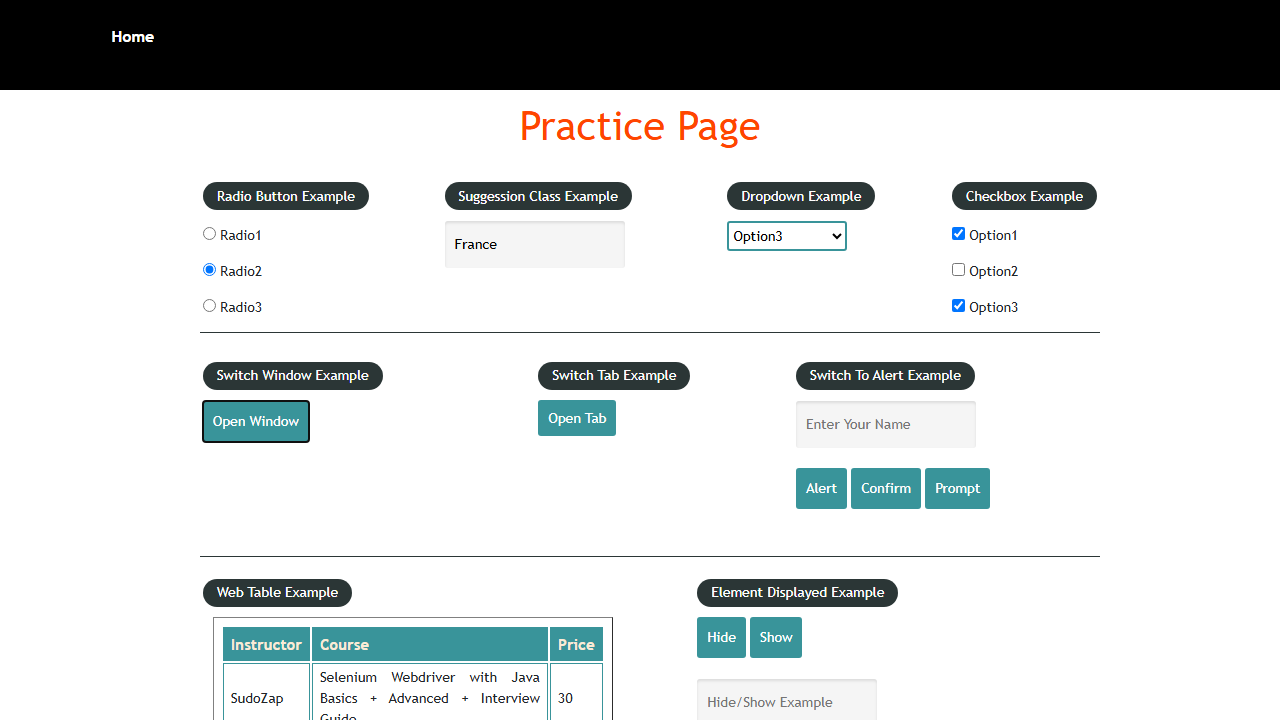 Home
Practice Page
Radio Button Example
Radio1
Radio2
Radio3
Suggession Class Example
France
Dropdown Example
Option3
Checkbox Example
Option1
Option2
Option3
Switch Window Example
Open Window
Switch Tab Example
Open Tab
Switch To Alert Example
Enter Your Name
Alert Confirm Prompt
Web Table Example
Instructor Course Price
SudoZap
Selenium Webdriver with Java
Basics + Advanced + Interview
Guide
30
Element Displayed Example
Hide Show
Hide/Show Example